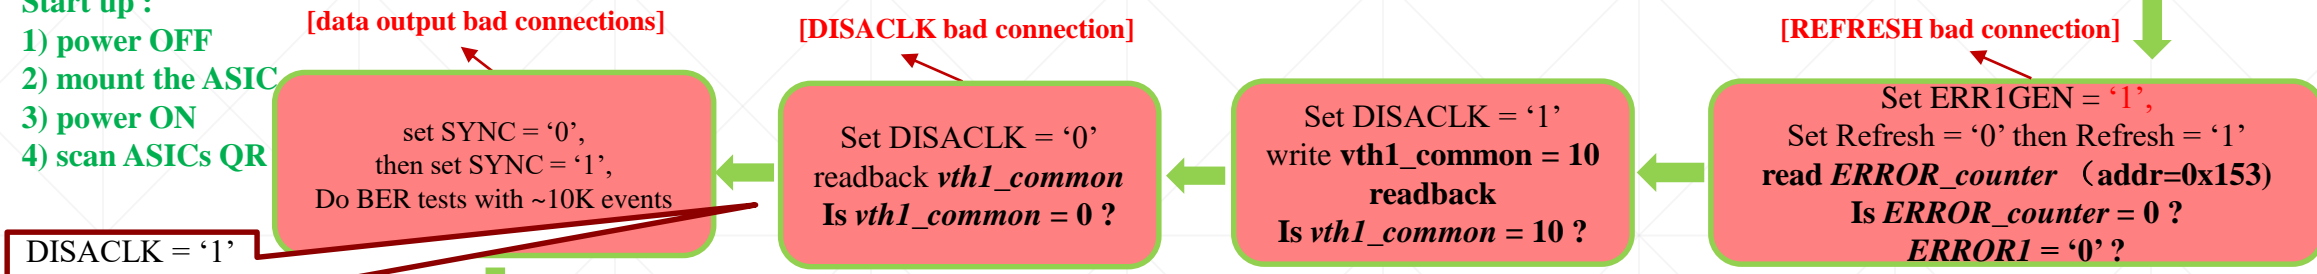 Start up :
1) power OFF
2) mount the ASIC
3) power ON
4) scan ASICs QR
[data output bad connections]
set SYNC = ‘0’,
then set SYNC = ‘1’,
Do BER tests with ~10K events
DISACLK = ‘1’
[DISACLK bad connection]
Set DISACLK = ‘0’
readback vth1_common
Is vth1_common = 0 ?
Set DISACLK = ‘1’
write vth1_common = 10
readback
Is vth1_common = 10 ?
[REFRESH bad connection]
Set ERR1GEN = ‘1’,
Set Refresh = ‘0’ then Refresh = ‘1’
read ERROR_counter （addr=0x153)
Is ERROR_counter = 0 ?
ERROR1 = ‘0’ ?